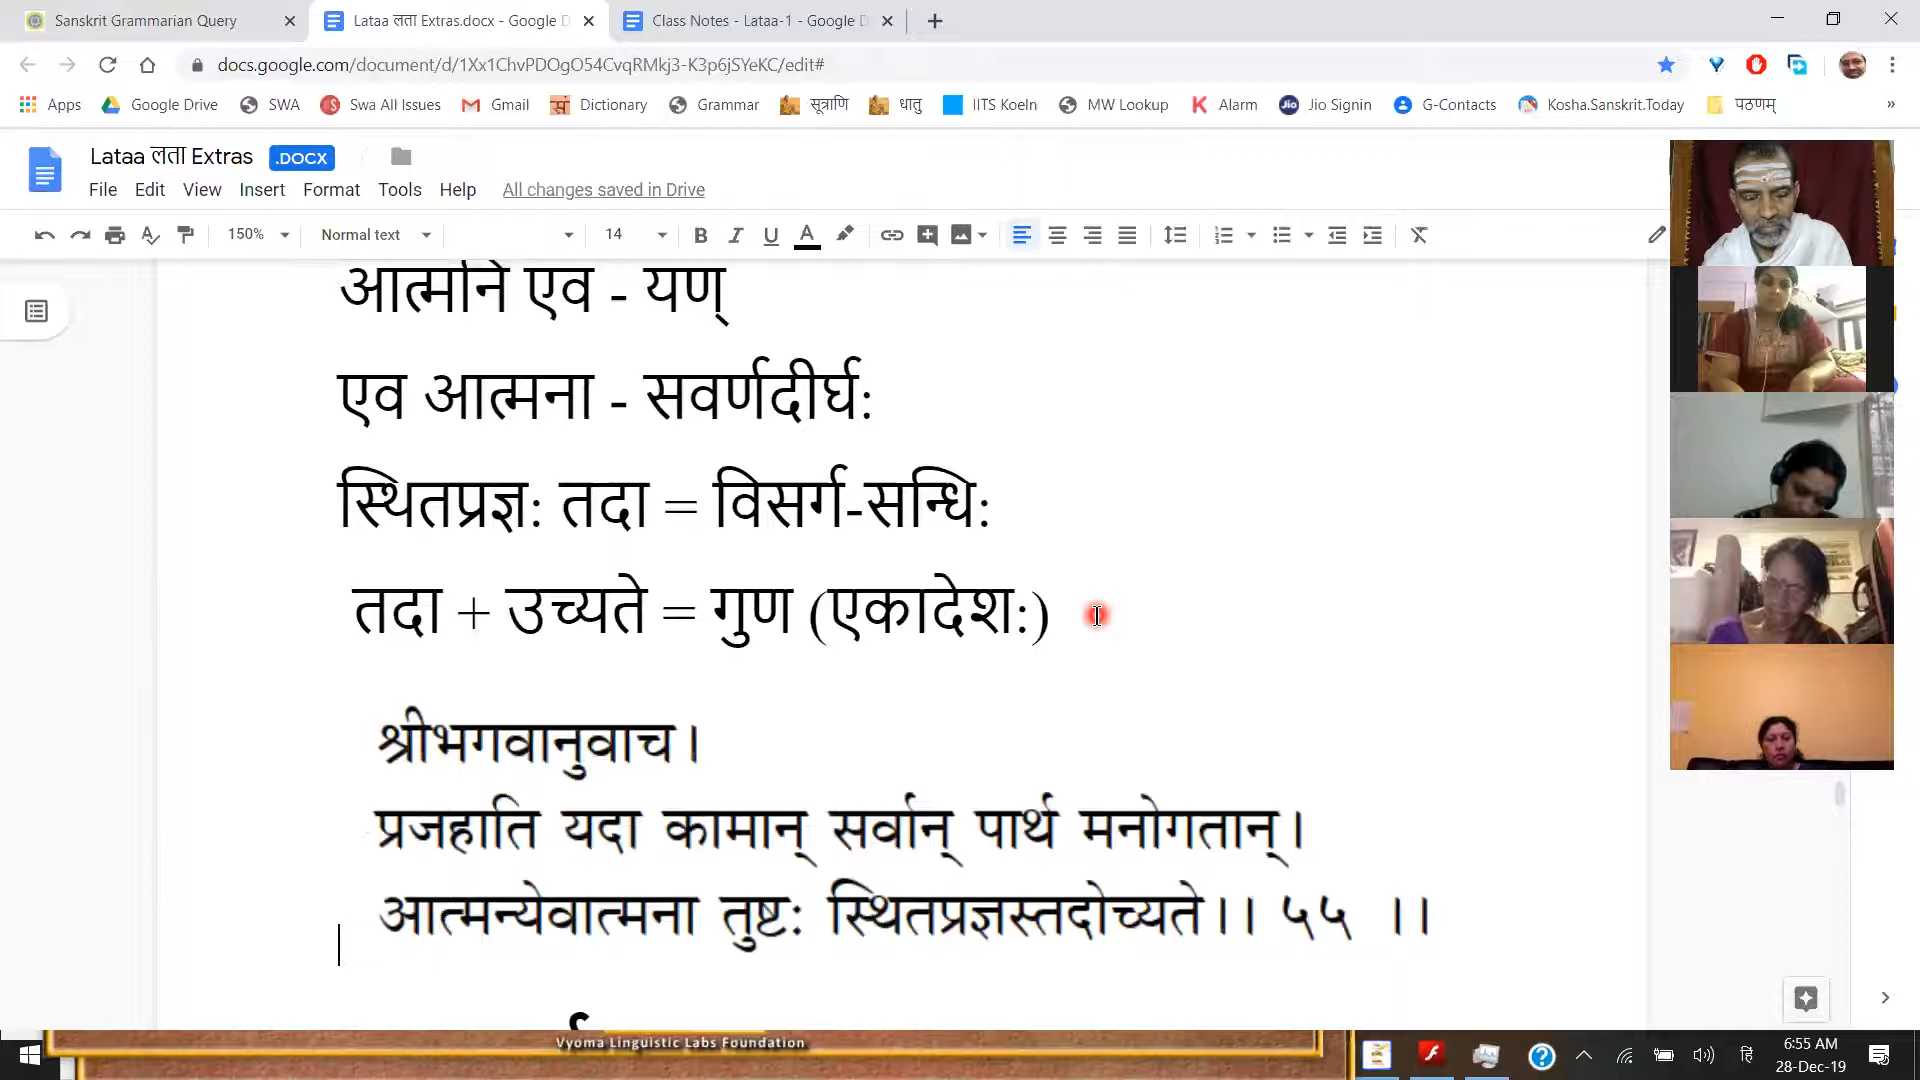 Sanskrit Grammarian Query
Lataa लता Extras.docx - Google D
Class Notes - Lataa-1 - Google D
docs.google.com/document/d/1Xx1ChvPDOgO54CvqRMkj3-K3p6jSYeKC/edit#
Apps Google Drive SWA Swa All Issues Gmail Dictionary Grammar सूत्राणि धातु IITS Koeln MW Lookup Alarm Jio Signin G-Contacts Kosha.Sanskrit.Today पठणम् »
Lataa लता Extras .DOCX
File Edit View Insert Format Tools Help All changes saved in Drive
150% Normal text 14 B I U A
आत्मनि एव - यण्
एव आत्मना - सवर्णदीर्घः
स्थितप्रज्ञः तदा = विसर्ग-सन्धिः
तदा + उच्यते = गुण (एकादेशः)
श्रीभगवानुवाच।
प्रजहाति यदा कामान् सर्वान् पार्थ मनोगतान्।
आत्मन्येवात्मना तुष्टः स्थितप्रज्ञस्तदोच्यते।। ५५ ।।
Vyoma Linguistic Labs Foundation
हि
6:55 AM
28-Dec-19